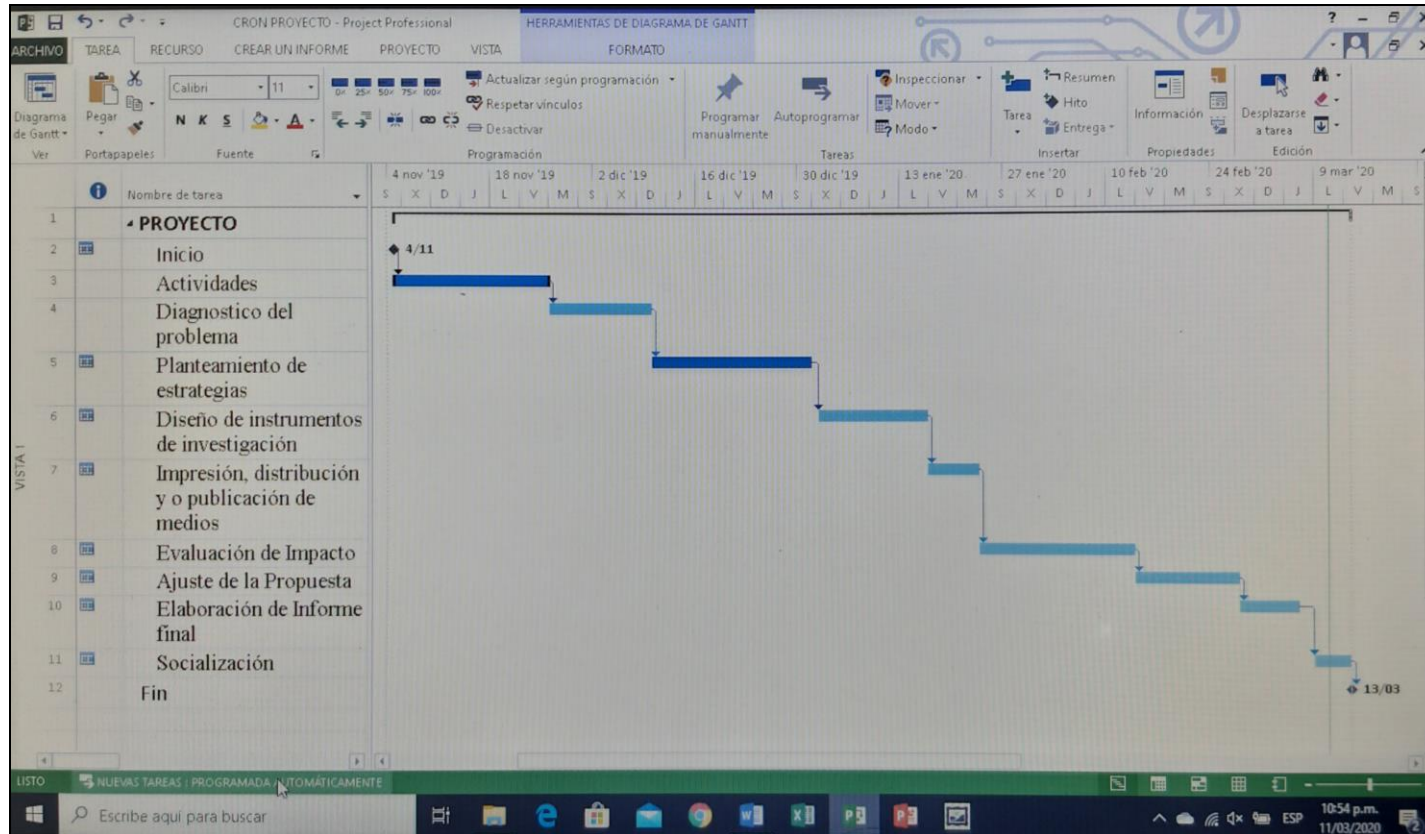 CRON PROYECTO - Project Professional
HERRAMIENTAS DE DIAGRAMA DE GANTT
ARCHIVO TAREA RECURSO CREAR UN INFORME PROYECTO VISTA FORMATO
Diagrama de Gantt
Ver
Pegar
Portapapeles
Calibri 11
N K S A
Fuente
0× 25× 50× 75× 100×
Actualizar según programación
Respetar vínculos
Desactivar
Programación
Programar manualmente
Autoprogramar
Inspeccionar
Mover
Modo
Tareas
Tarea
Resumen
Hito
Entrega
Insertar
Información
Propiedades
Desplazarse a tarea
Edición
Nombre de tarea
4 nov '19 18 nov '19 2 dic '19 16 dic '19 30 dic '19 13 ene '20 27 ene '20 10 feb '20 24 feb '20 9 mar '20
S X D J L V M S X D J L V M S X D J L V M S X D J L V M S X D J L V M S
1 PROYECTO
2 Inicio 4/11
3 Actividades
4 Diagnostico del
problema
5 Planteamiento de
estrategias
6 Diseño de instrumentos
de investigación
7 Impresión, distribución
y o publicación de
medios
8 Evaluación de Impacto
9 Ajuste de la Propuesta
10 Elaboración de Informe
final
11 Socialización
12 Fin 13/03
VISTA I
LISTO NUEVAS TAREAS : PROGRAMADA AUTOMÁTICAMENTE
Escribe aquí para buscar
ESP
10:54 p.m.
11/03/2020